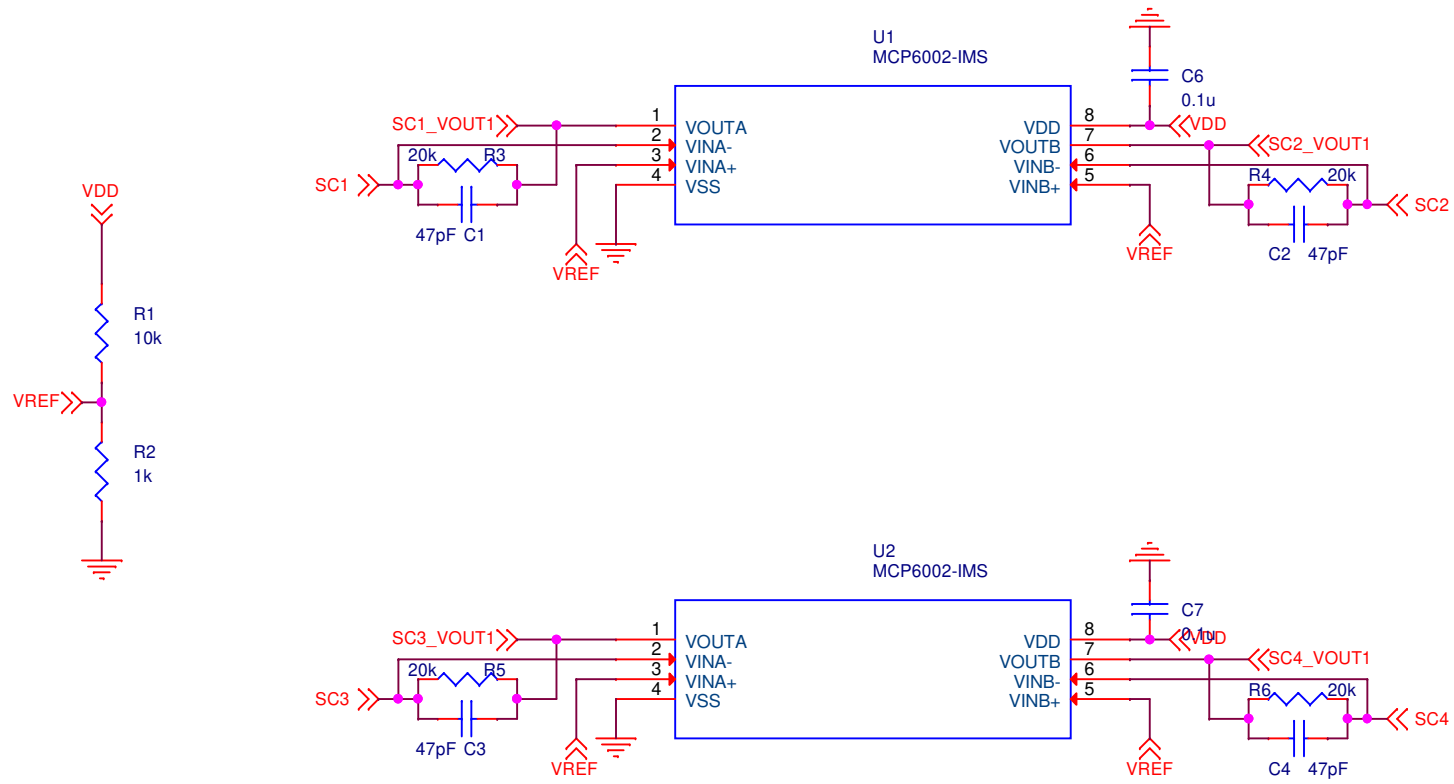 U1
MCP6002-IMS
C6
0.1u
SC1_VOUT1
1
VOUTA
VDD
8
VDD
2
VINA-
VOUTB
7
SC2_VOUT1
20k
R3
3
VINA+
VINB-
6
SC1
4
VSS
VINB+
5
R4
20k
SC2
47pF
C1
VREF
VREF
C2
47pF
VDD
R1
10k
VREF
R2
1k
U2
MCP6002-IMS
C7
0.1u
SC3_VOUT1
1
VOUTA
VDD
8
VDD
2
VINA-
VOUTB
7
SC4_VOUT1
20k
R5
3
VINA+
VINB-
6
SC3
4
VSS
VINB+
5
R6
20k
SC4
47pF
C3
VREF
VREF
C4
47pF